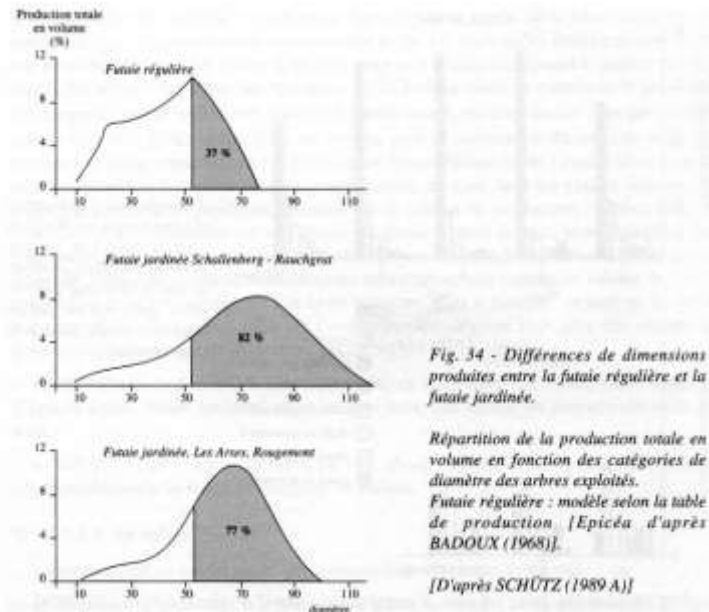 Production totale
en volume
(%)
12
8
4
0
Futaie régulière
37 %
10 30 50 70 90 110
12
8
4
0
Futaie jardinée Schallenberg - Rauchgrat
82 %
10 30 50 70 90 110
12
8
4
0
Futaie jardinée, Les Arses, Rougemont
77 %
10 30 50 70 90 110
diamètre
Fig. 34 - Différences de dimensions
produites entre la futaie régulière et la
futaie jardinée.
Répartition de la production totale en
volume en fonction des catégories de
diamètre des arbres exploités.
Futaie régulière : modèle selon la table
de production [Epicéa d'après
BADOUX (1968)].
[D'après SCHÜTZ (1989 A)]